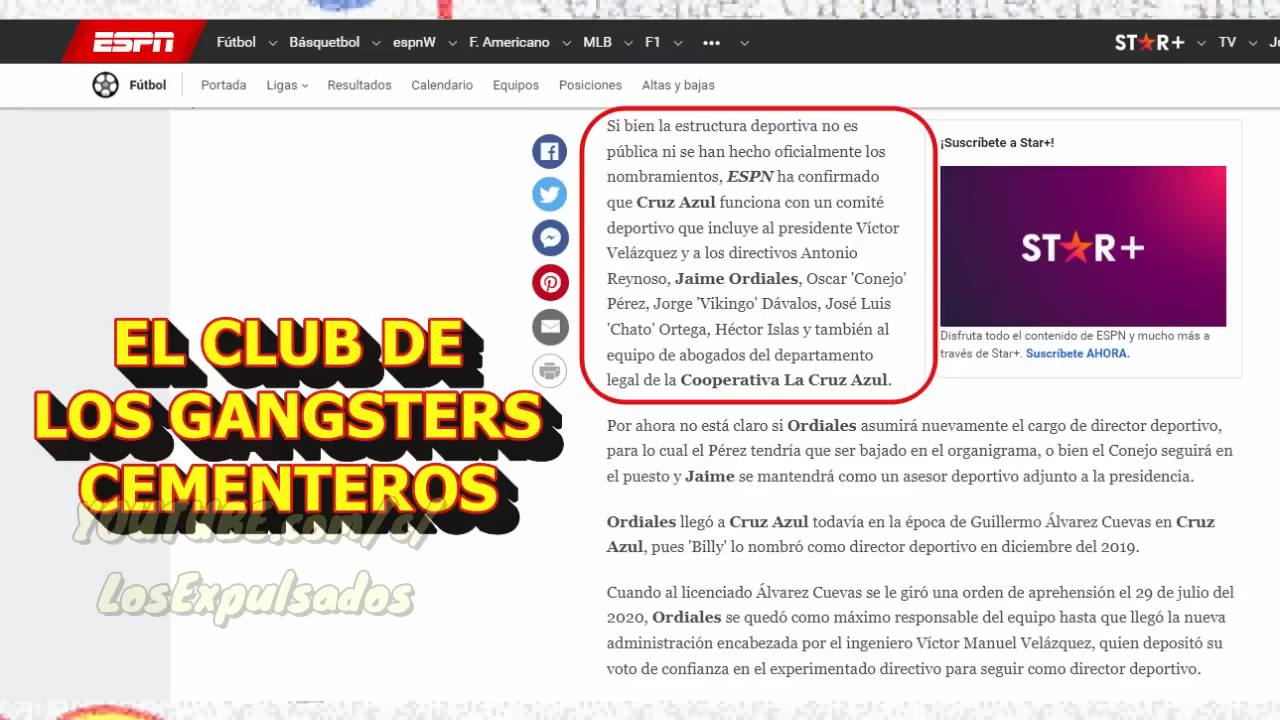 ESPN Fútbol Básquetbol espnW F. Americano MLB F1 ••• ST★R+ TV
Fútbol Portada Ligas Resultados Calendario Equipos Posiciones Altas y bajas
Si bien la estructura deportiva no es
pública ni se han hecho oficialmente los
nombramientos, ESPN ha confirmado
que Cruz Azul funciona con un comité
deportivo que incluye al presidente Víctor
Velázquez y a los directivos Antonio
Reynoso, Jaime Ordiales, Oscar 'Conejo'
Pérez, Jorge 'Vikingo' Dávalos, José Luis
'Chato' Ortega, Héctor Islas y también al
equipo de abogados del departamento
legal de la Cooperativa La Cruz Azul.
¡Suscríbete a Star+!
ST★R+
Disfruta todo el contenido de ESPN y mucho más a
través de Star+. Suscríbete AHORA.
EL CLUB DE
LOS GANGSTERS
CEMENTEROS
YOUTUBE.com/c/
LosExpulsados
Por ahora no está claro si Ordiales asumirá nuevamente el cargo de director deportivo,
para lo cual el Pérez tendría que ser bajado en el organigrama, o bien el Conejo seguirá en
el puesto y Jaime se mantendrá como un asesor deportivo adjunto a la presidencia.
Ordiales llegó a Cruz Azul todavía en la época de Guillermo Álvarez Cuevas en Cruz
Azul, pues 'Billy' lo nombró como director deportivo en diciembre del 2019.
Cuando al licenciado Álvarez Cuevas se le giró una orden de aprehensión el 29 de julio del
2020, Ordiales se quedó como máximo responsable del equipo hasta que llegó la nueva
administración encabezada por el ingeniero Víctor Manuel Velázquez, quien depositó su
voto de confianza en el experimentado directivo para seguir como director deportivo.